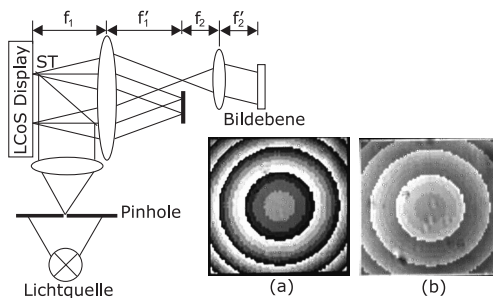 f₁ f'₁ f₂ f'₂
LCoS Display
ST
Bildebene
Pinhole
Lichtquelle
(a) (b)